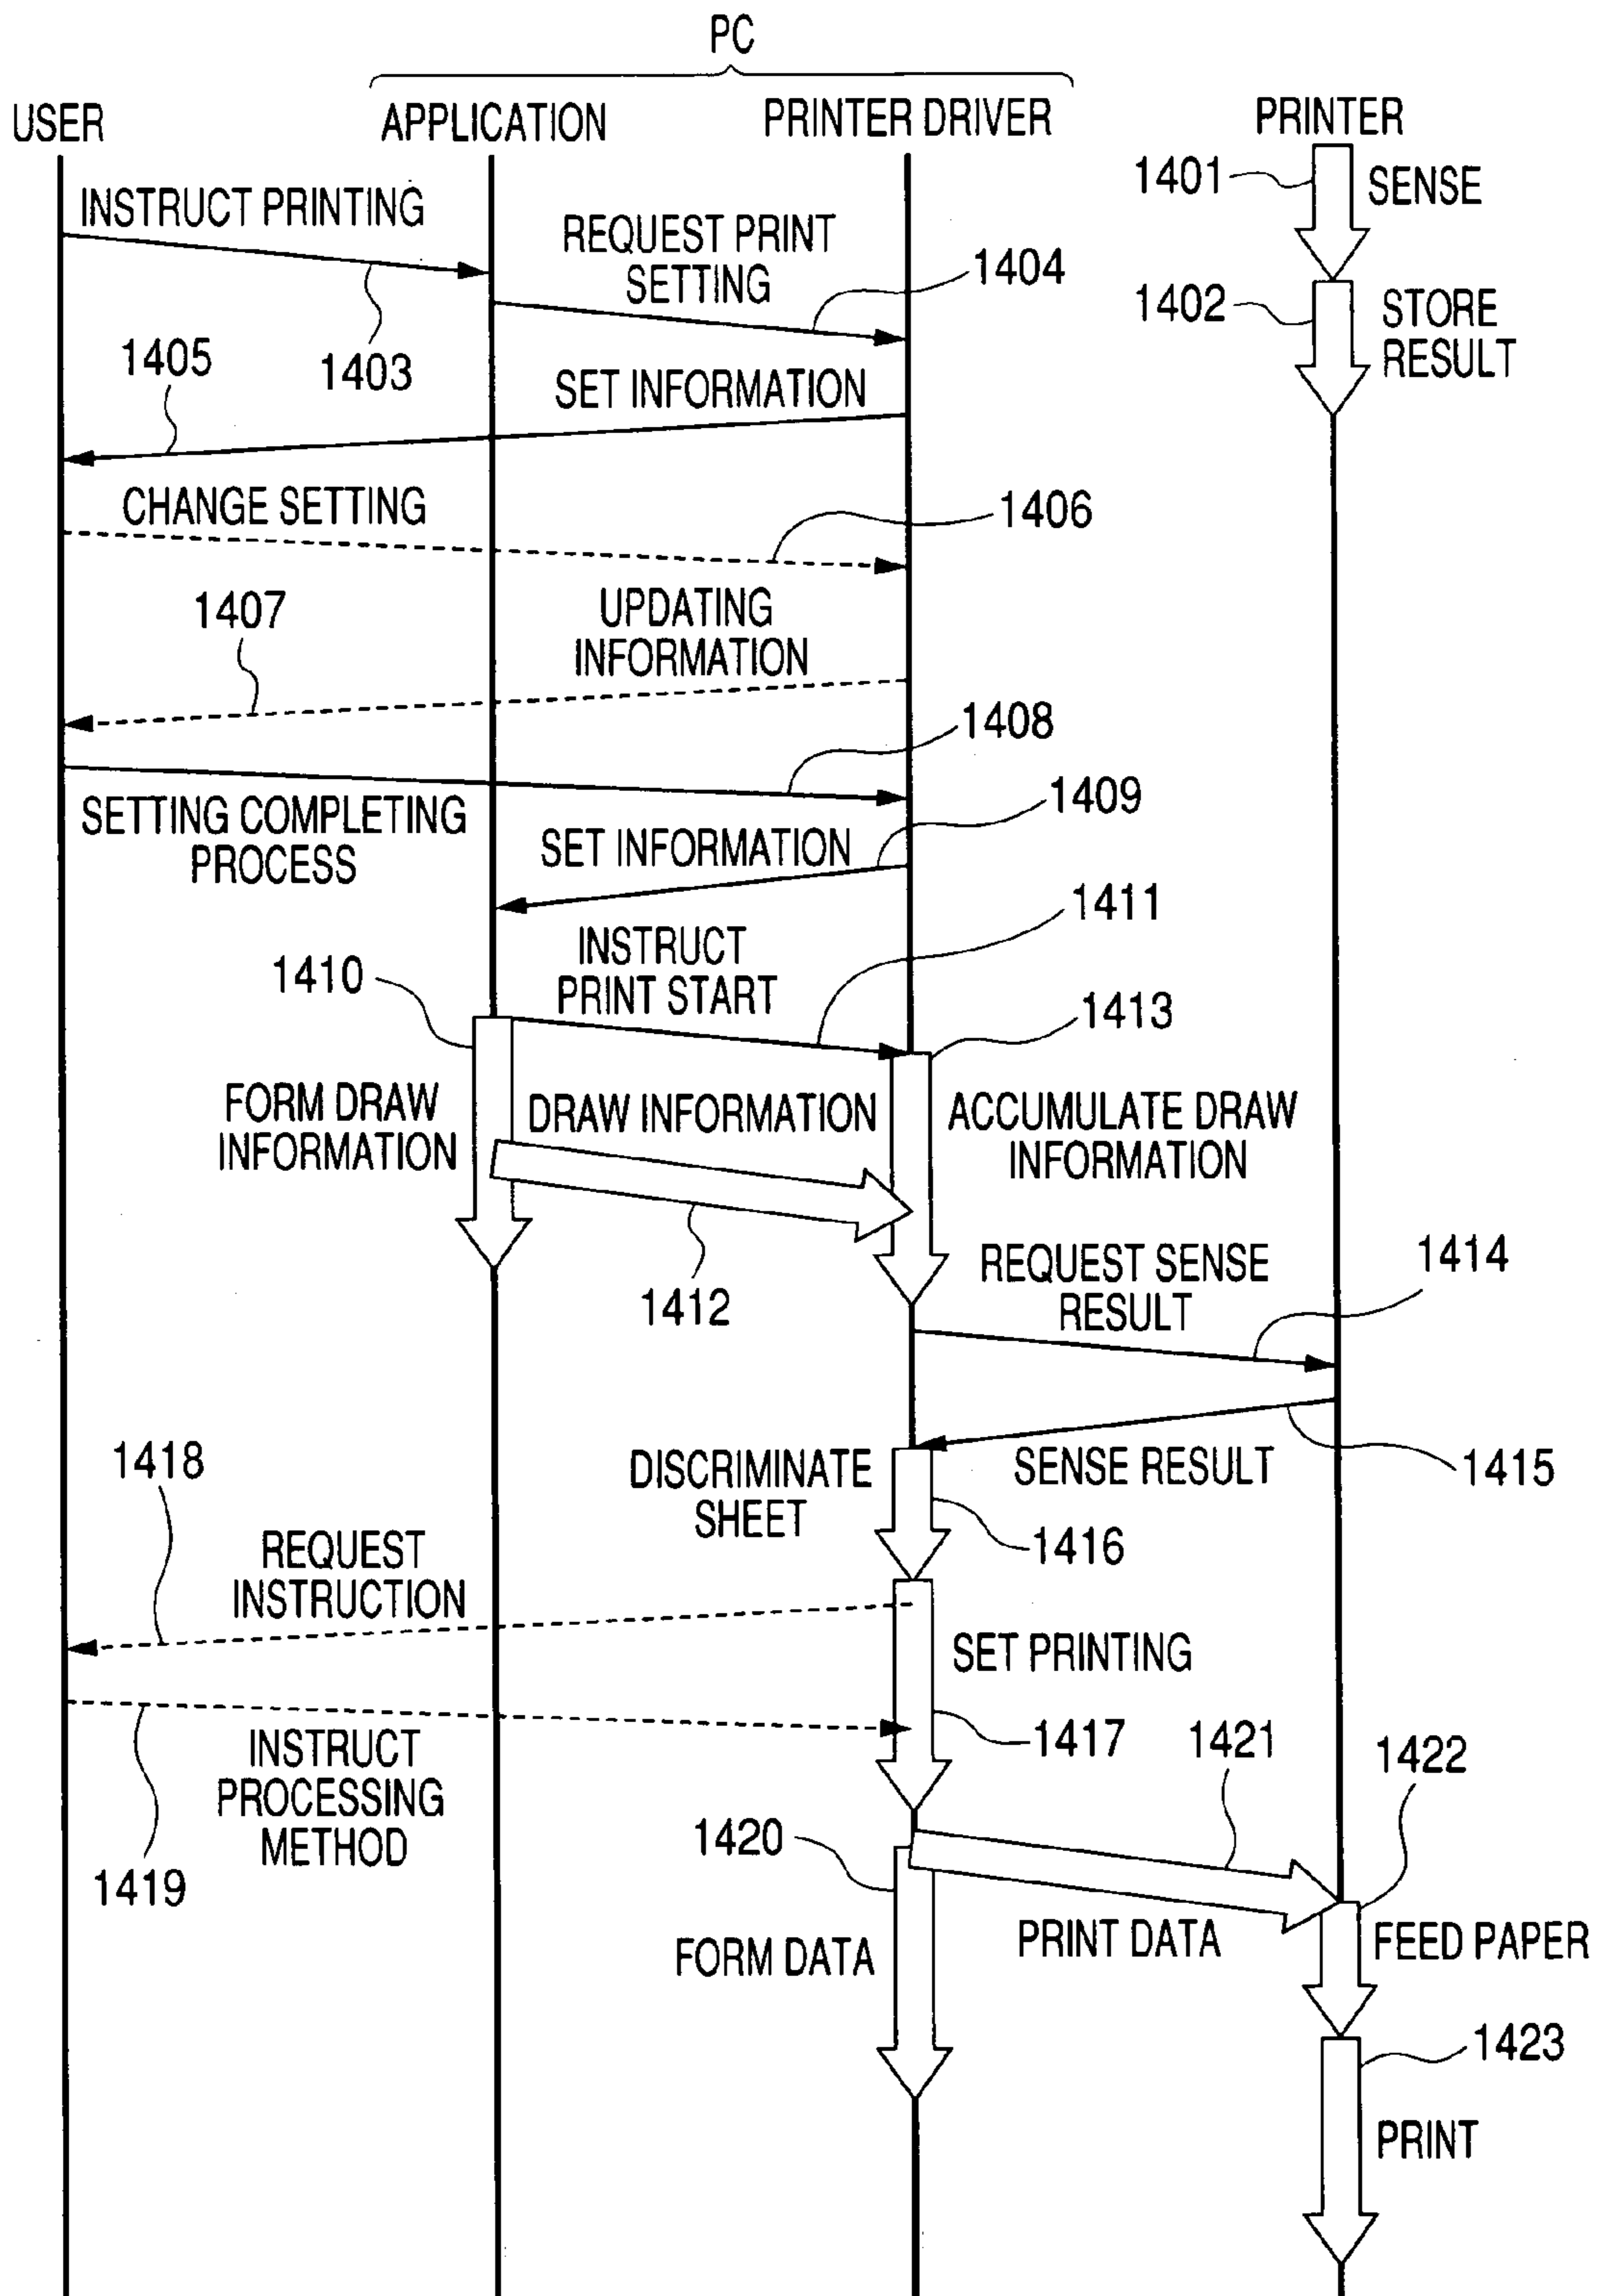 PC
USER
APPLICATION
PRINTER DRIVER
PRINTER
1401
SENSE
INSTRUCT PRINTING
REQUEST PRINT
SETTING
1404
1402
STORE
RESULT
1403
1405
SET INFORMATION
CHANGE SETTING
1406
1407
UPDATING
INFORMATION
1408
1409
SETTING COMPLETING
PROCESS
SET INFORMATION
1411
INSTRUCT
PRINT START
1410
1413
FORM DRAW
INFORMATION
DRAW INFORMATION
ACCUMULATE DRAW
INFORMATION
1412
REQUEST SENSE
RESULT
1414
1418
DISCRIMINATE
SHEET
SENSE RESULT
1415
1416
REQUEST
INSTRUCTION
SET PRINTING
1417
1421
1422
INSTRUCT
PROCESSING
METHOD
1419
1420
FORM DATA
PRINT DATA
FEED PAPER
1423
PRINT